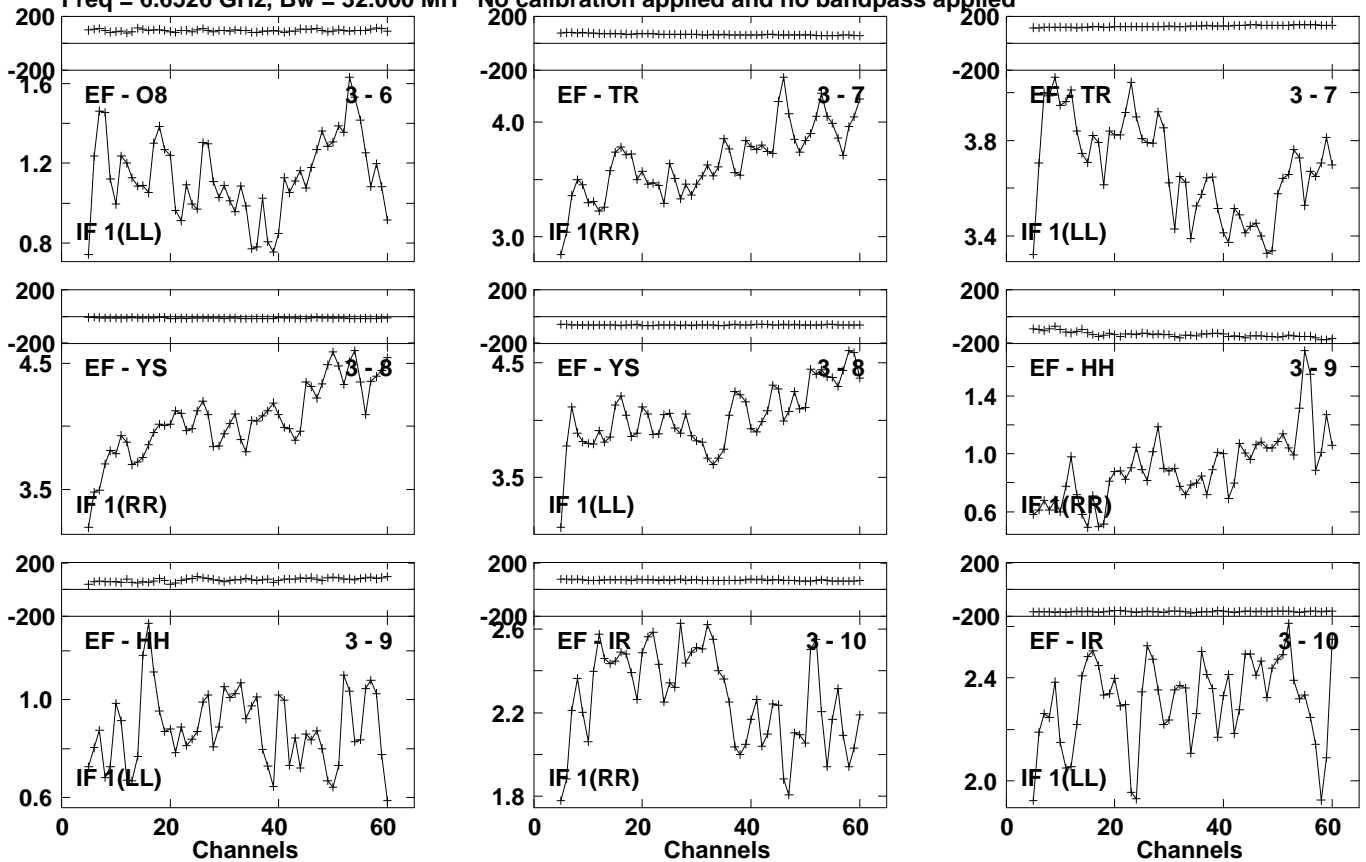 Freq = 6.6526 GHz, Bw = 32.000 MH No calibration applied and no bandpass applied
200
-200
1.6
1.2
0.8
EF - O8
3 - 6
IF 1(LL)
200
-200
4.0
3.0
EF - TR
3 - 7
IF 1(RR)
200
-200
3.8
3.4
EF - TR
3 - 7
IF 1(LL)
200
-200
4.5
3.5
EF - YS
3 - 8
IF 1(RR)
200
-200
4.5
3.5
EF - YS
3 - 8
IF 1(LL)
200
-200
1.4
1.0
0.6
EF - HH
3 - 9
IF 1(RR)
200
-200
1.0
0.6
EF - HH
3 - 9
IF 1(LL)
200
-200
2.6
2.2
1.8
EF - IR
3 - 10
IF 1(RR)
200
-200
2.4
2.0
EF - IR
3 - 10
IF 1(LL)
0 20 40 60
Channels
0 20 40 60
Channels
0 20 40 60
Channels